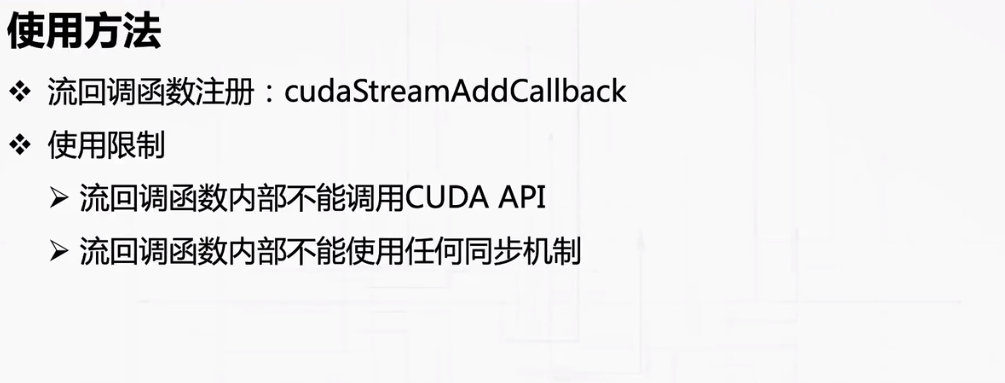 使用方法
❖ 流回调函数注册：cudaStreamAddCallback
❖ 使用限制
➢ 流回调函数内部不能调用CUDA API
➢ 流回调函数内部不能使用任何同步机制